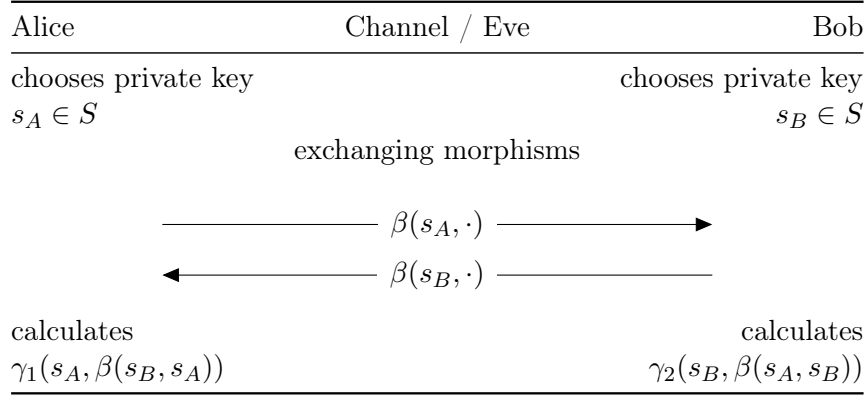 Alice Channel / Eve Bob
chooses private key chooses private key
s_A ∈ S s_B ∈ S
exchanging morphisms
β(s_A, ·)
β(s_B, ·)
calculates calculates
γ_1(s_A, β(s_B, s_A)) γ_2(s_B, β(s_A, s_B))